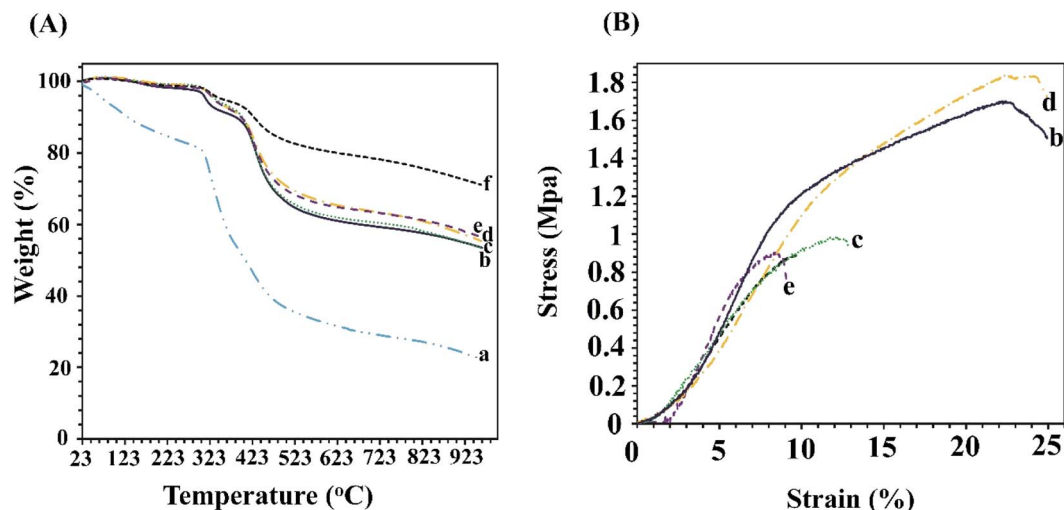 (A)
(B)
100
80
60
40
20
0
Weight (%)
23 123 223 323 423 523 623 723 823 923
Temperature (oC)
f
e
d
c
b
a
1.8
1.6
1.4
1.2
1
0.8
0.6
0.4
0.2
0
Stress (Mpa)
0 5 10 15 20 25
Strain (%)
d
b
c
e